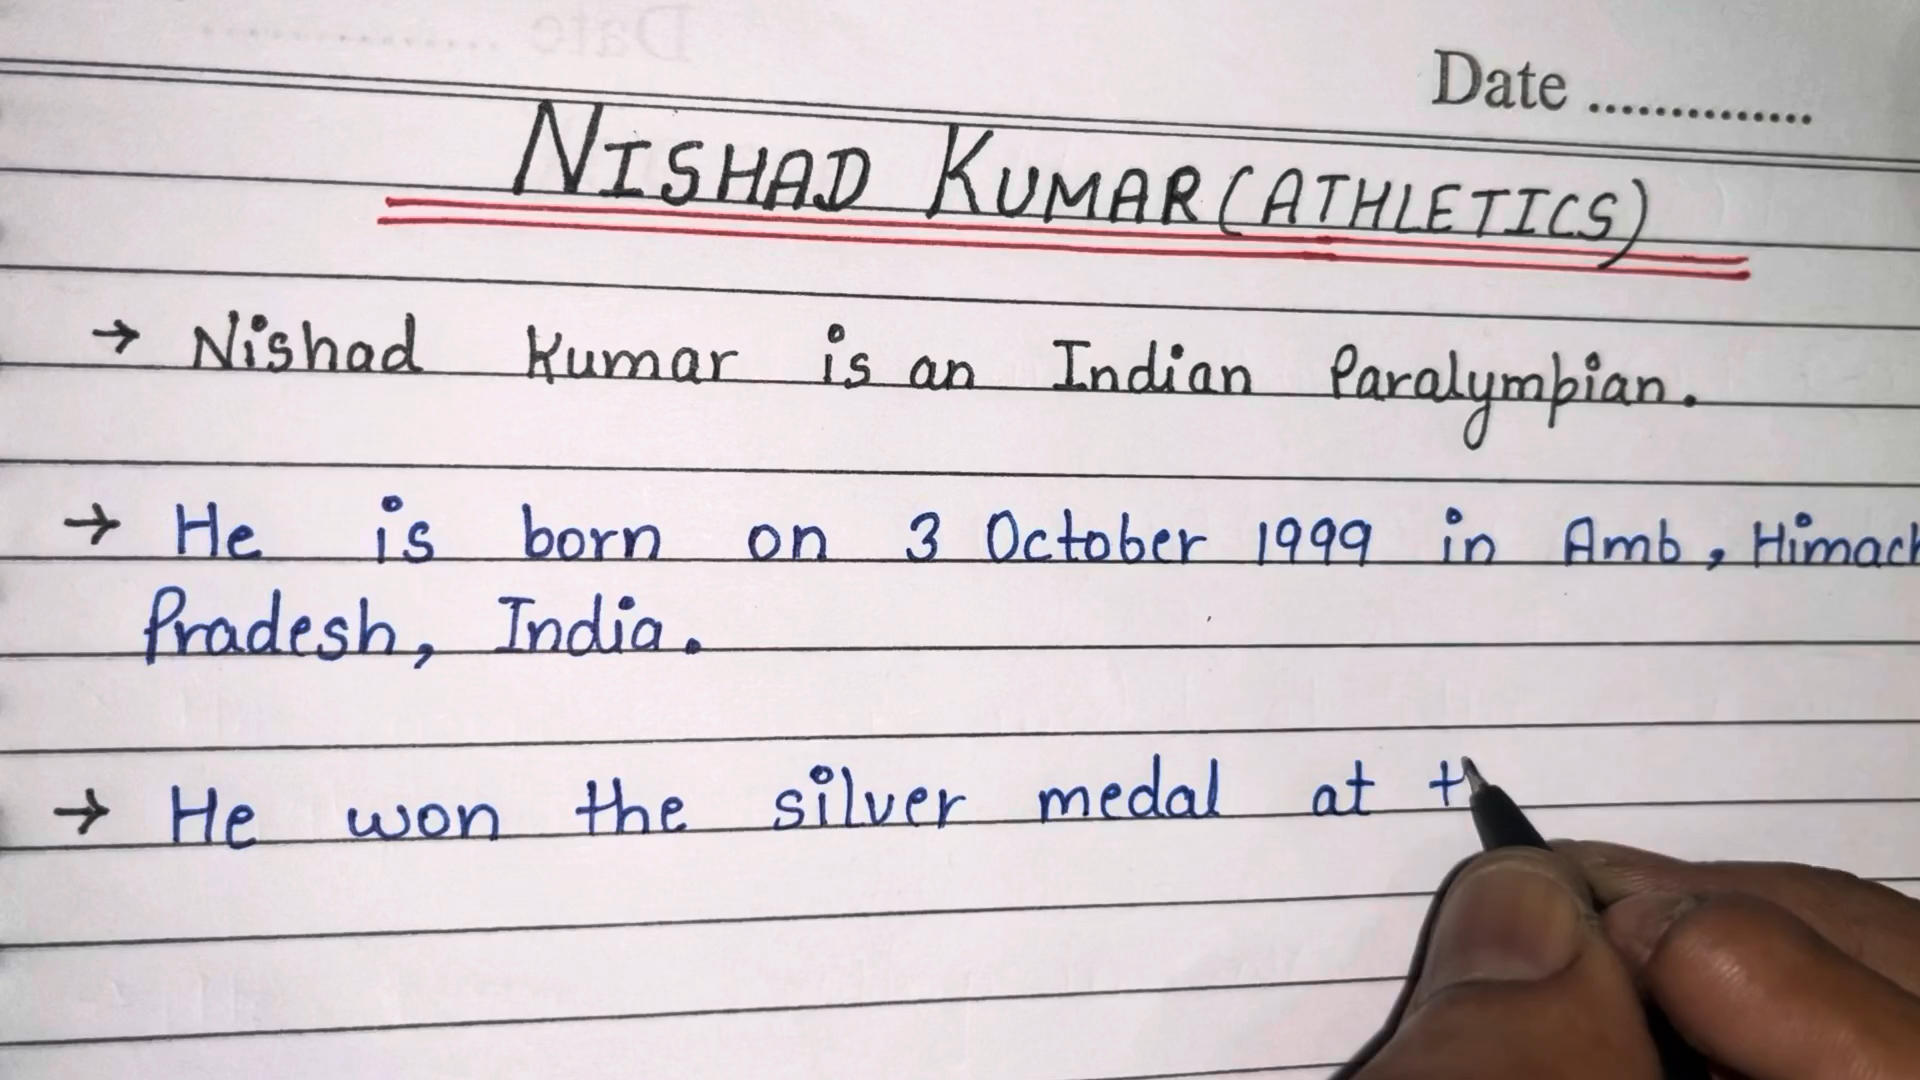 Date ..............
NISHAD KUMAR (ATHLETICS)
→ Nishad Kumar is an Indian Paralympian.
→ He is born on 3 October 1999 in Amb, Himach
Pradesh, India.
→ He won the silver medal at th